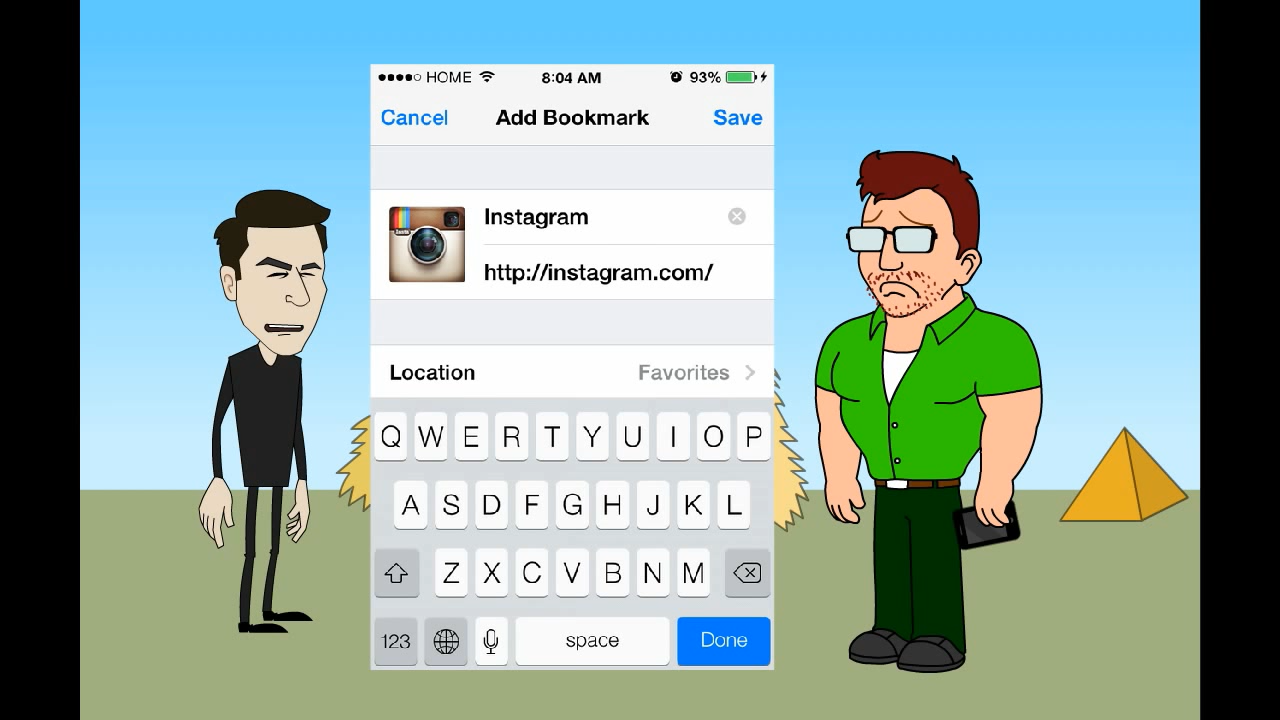 HOME 8:04 AM 93%
Cancel Add Bookmark Save
Instagram
http://instagram.com/
Location Favorites
Q W E R T Y U I O P
A S D F G H J K L
Z X C V B N M
123 space Done